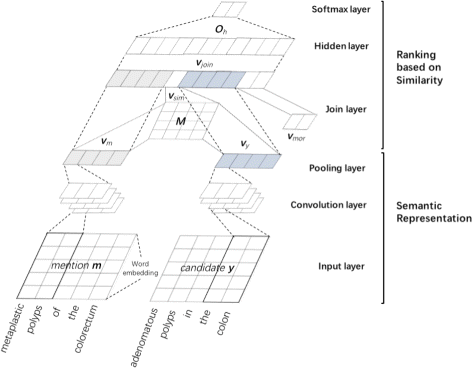 Softmax layer
O_h
Hidden layer
v_join
Ranking
based on
Similarity
v_sim
Join layer
M
v_mor
v_m
v_y
Pooling layer
Convolution layer
Semantic
Representation
mention m
Word
embedding
candidate y
Input layer
metaplastic
polyps
of
the
colorectum
adenomatous
polyps
in
the
colon